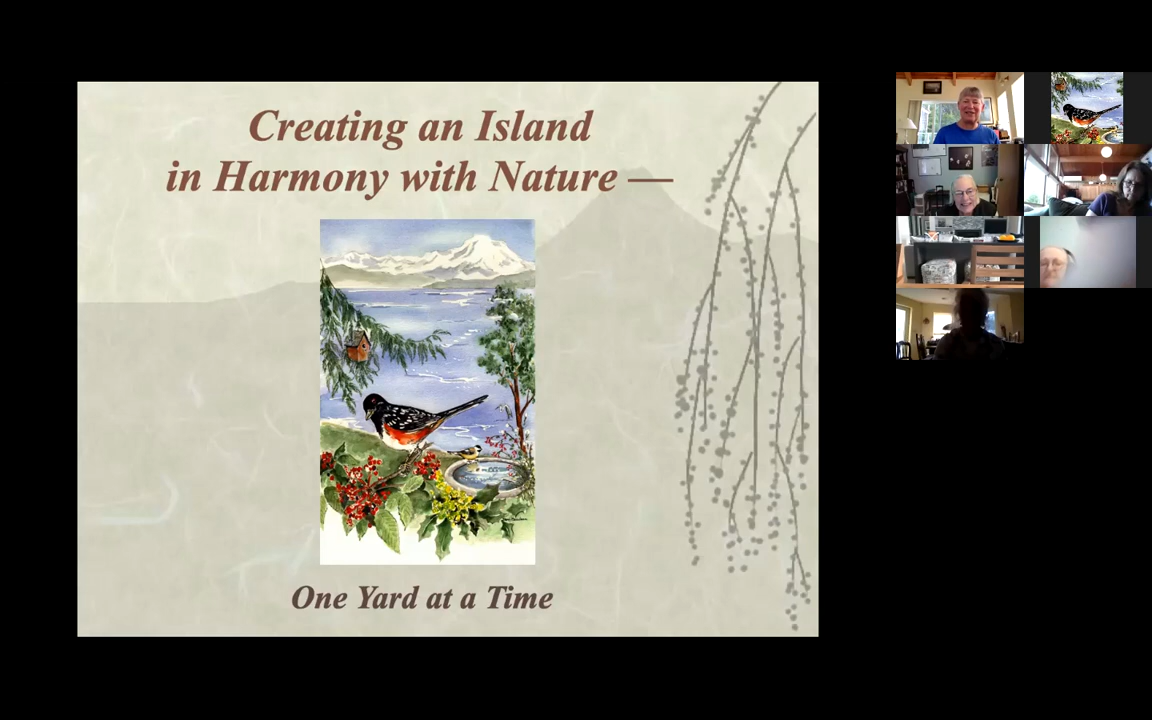 Creating an Island
in Harmony with Nature —
One Yard at a Time